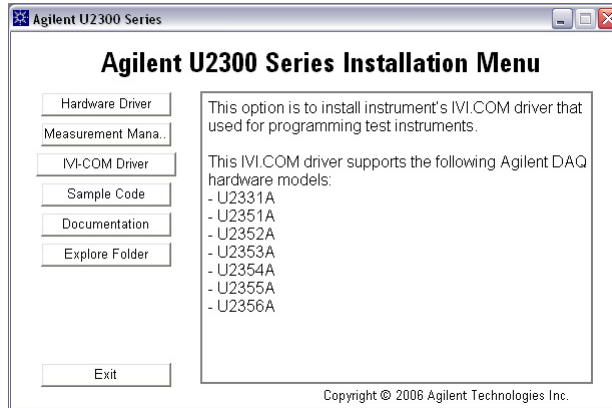 Agilent U2300 Series
Agilent U2300 Series Installation Menu
Hardware Driver
Measurement Mana..
IVI-COM Driver
Sample Code
Documentation
Explore Folder
Exit
This option is to install instrument's IVI.COM driver that
used for programming test instruments.
This IVI.COM driver supports the following Agilent DAQ
hardware models:
- U2331A
- U2351A
- U2352A
- U2353A
- U2354A
- U2355A
- U2356A
Copyright © 2006 Agilent Technologies Inc.